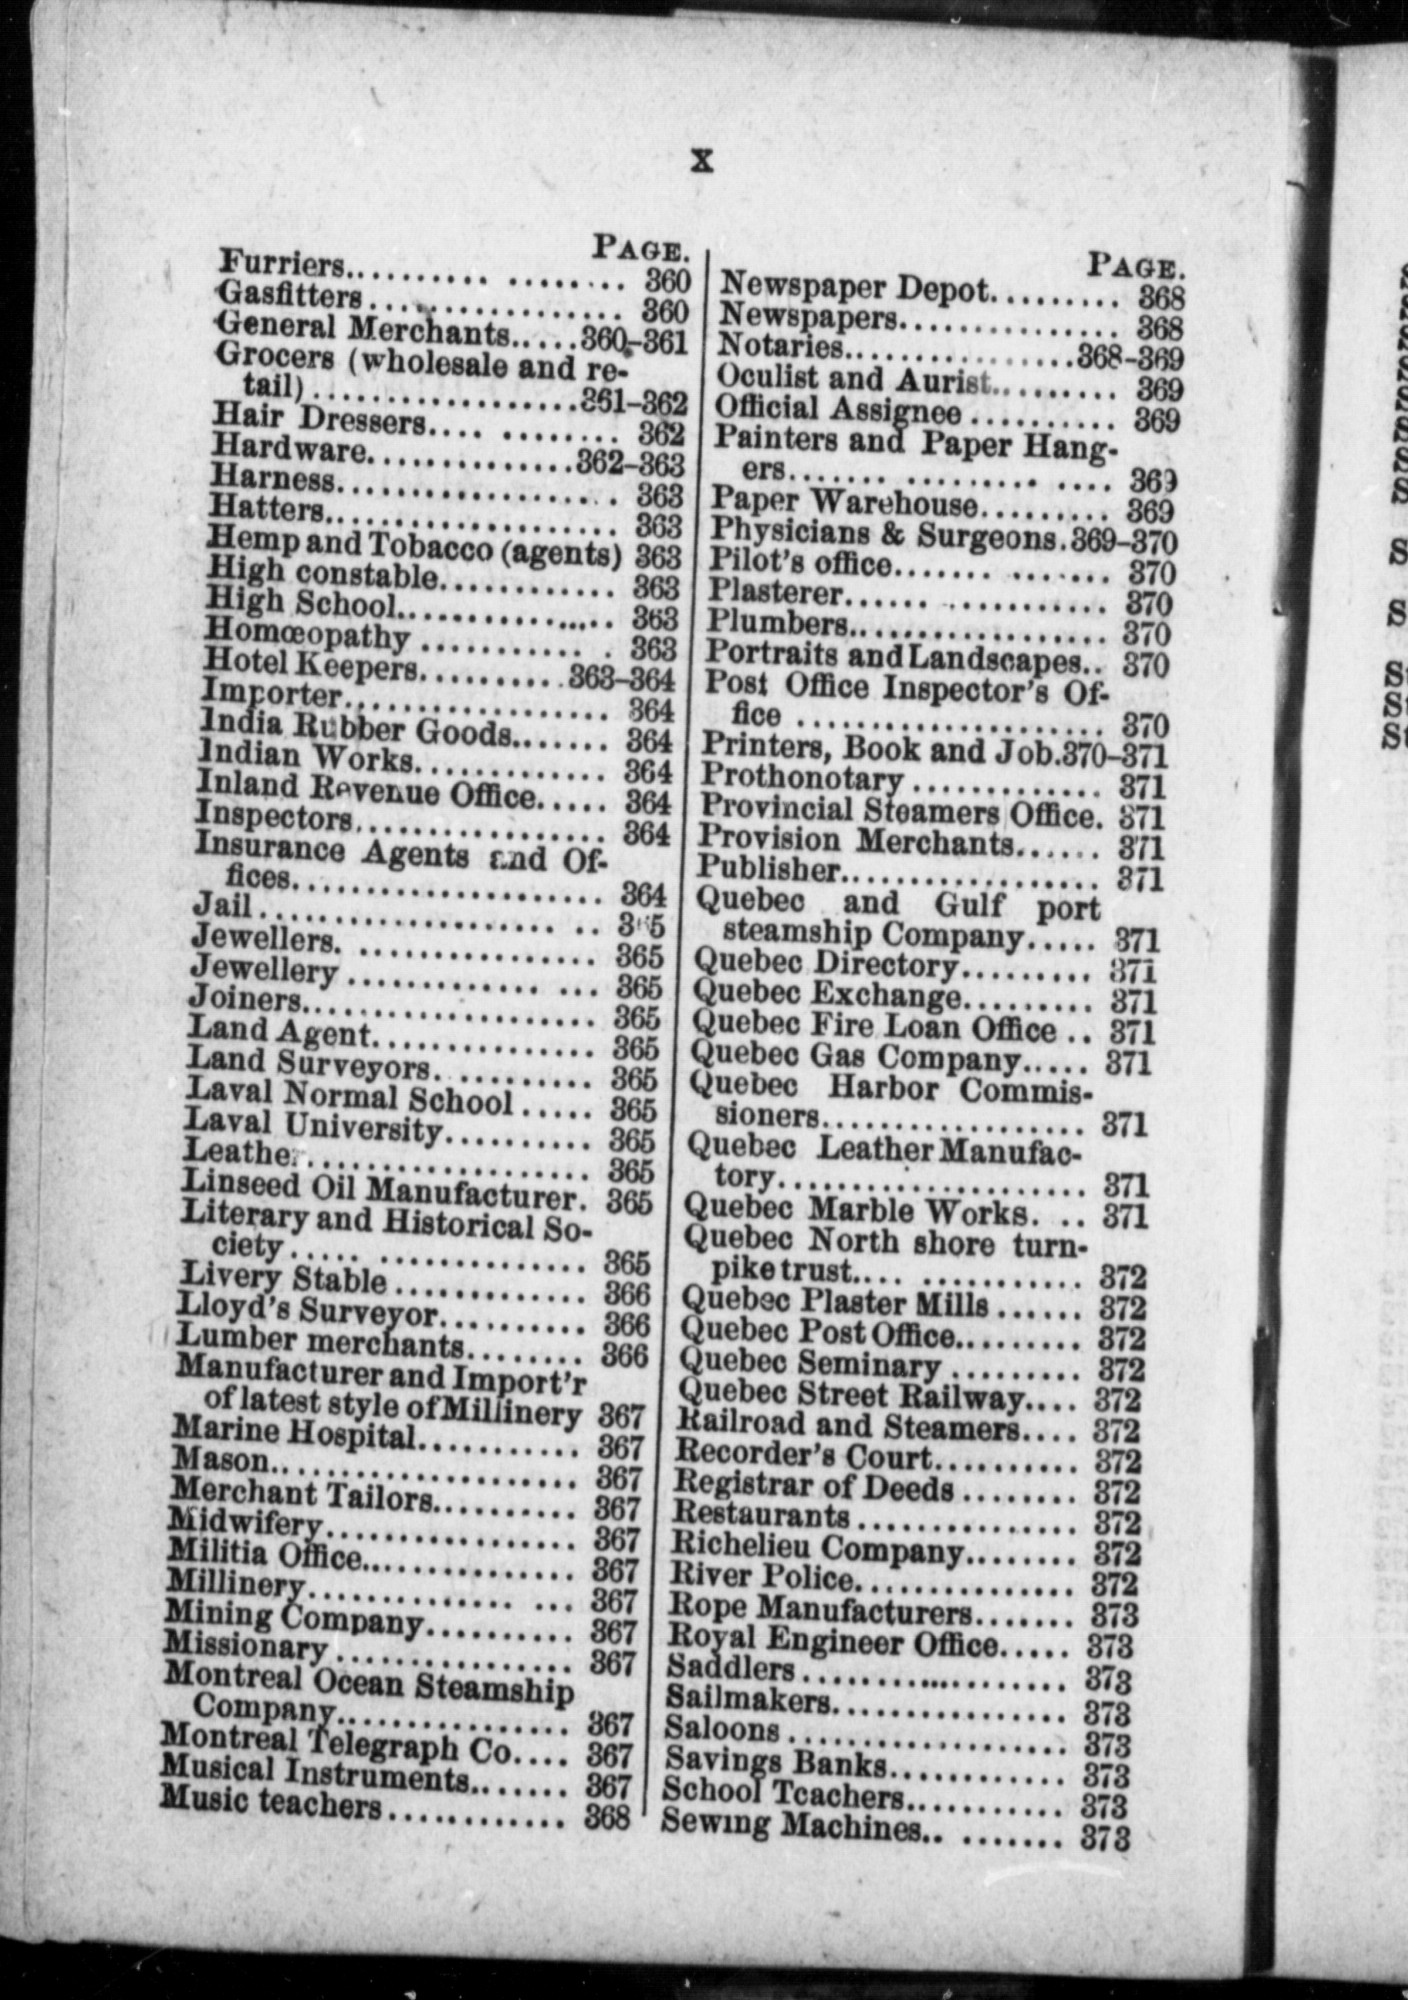 X
PAGE.
Furriers.......... ........ 360
Gasfitters................. 360
General Merchants.....360-361
Grocers (wholesale and re-
tail)..................361-362
Hair Dressers.... ........ 362
Hardware..............362-363
Harness................... 363
Hatters.................... 363
Hemp and Tobacco (agents) 363
High constable............ 363
High School............... 363
Homœopathy ........... . 363
Hotel Keepers..........363-364
Importer.................. 364
India Rubber Goods....... 364
Indian Works............. 364
Inland Revenue Office..... 364
Inspectors................. 364
Insurance Agents and Of-
fices..................... 364
Jail.................... .. 365
Jewellers. ................ 365
Jewellery ............. ... 365
Joiners.................... 365
Land Agent............... 365
Land Surveyors. .......... 365
Laval Normal School..... 365
Laval University.......... 365
Leather................... 365
Linseed Oil Manufacturer. 365
Literary and Historical So-
ciety..... .............. 365
Livery Stable............. 366
Lloyd's Surveyor.......... 366
Lumber merchants........ 366
Manufacturer and Import'r
of latest style of Millinery 367
Marine Hospital........... 367
Mason..................... 367
Merchant Tailors.......... 367
Midwifery................. 367
Militia Office............... 367
Millinery.............. ... 367
Mining Company.......... 367
Missionary................ 367
Montreal Ocean Steamship
Company................ 367
Montreal Telegraph Co.... 367
Musical Instruments....... 367
Music teachers............. 368
PAGE.
Newspaper Depot......... 368
Newspapers............... 368
Notaries................368-369
Oculist and Aurist......... 369
Official Assignee.......... 369
Painters and Paper Hang-
ers....... ......... .... 369
Paper Warehouse......... 369
Physicians & Surgeons.369-370
Pilot's office....... ....... 370
Plasterer...... ........... 370
Plumbers.................. 370
Portraits and Landscapes.. 370
Post Office Inspector's Of-
fice ..................... 370
Printers, Book and Job.370-371
Prothonotary............. 371
Provincial Steamers Office. 371
Provision Merchants...... 371
Publisher.................. 371
Quebec and Gulf port
steamship Company..... 371
Quebec Directory......... 371
Quebec Exchange......... 371
Quebec Fire Loan Office .. 371
Quebec Gas Company..... 371
Quebec Harbor Commis-
sioners.................. 371
Quebec Leather Manufac-
tory..................... 371
Quebec Marble Works. .. 371
Quebec North shore turn-
pike trust.... ........... 372
Quebec Plaster Mills...... 372
Quebec Post Office......... 372
Quebec Seminary......... 372
Quebec Street Railway.... 372
Railroad and Steamers.... 372
Recorder's Court.......... 372
Registrar of Deeds........ 372
Restaurants............... 372
Richelieu Company........ 372
River Police............... 372
Rope Manufacturers....... 373
Royal Engineer Office..... 373
Saddlers.................. 373
Sailmakers................ 373
Saloons................... 373
Savings Banks............ 373
School Teachers........... 373
Sewing Machines.. ....... 373